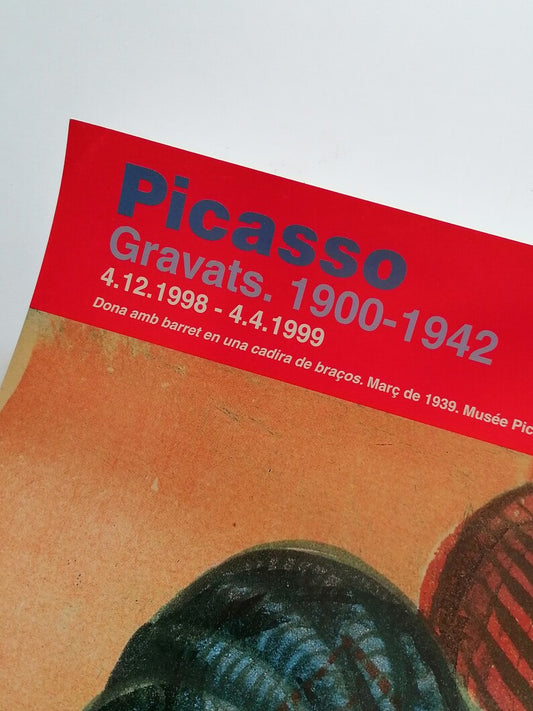 Picasso
Gravats. 1900-1942
4.12.1998 - 4.4.1999
Dona amb barret en una cadira de braços. Març de 1939. Musée Pic